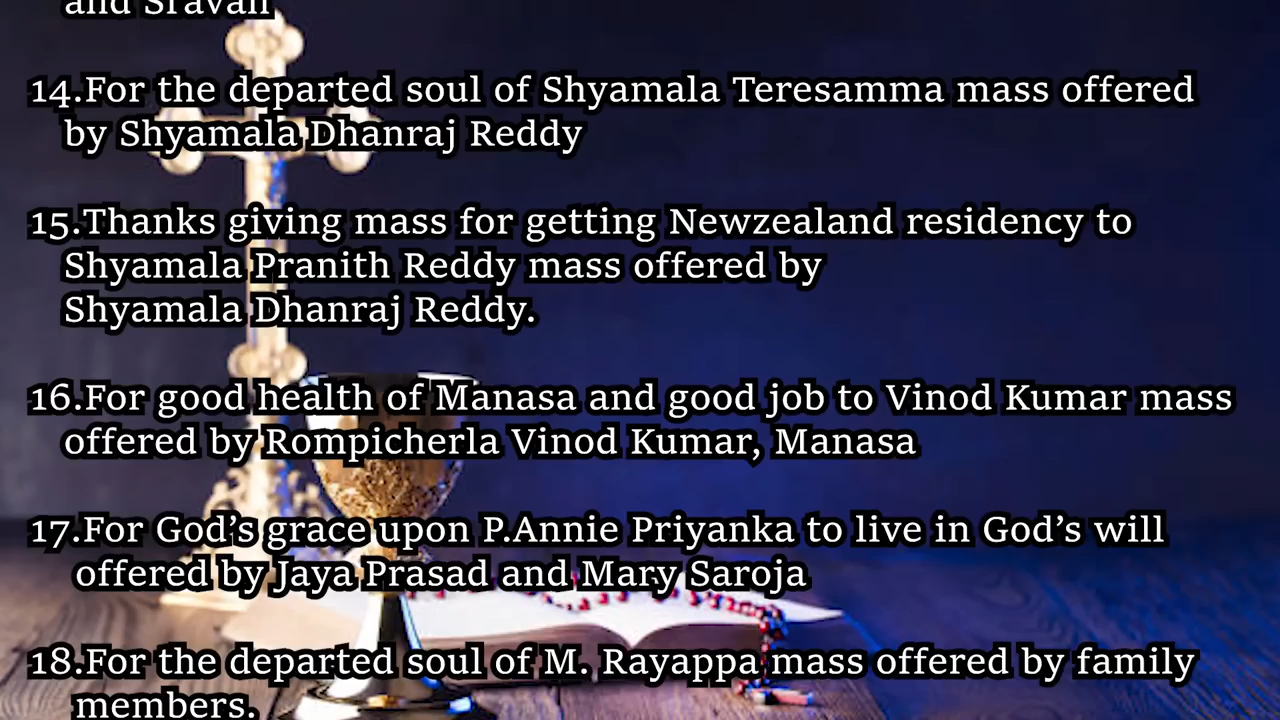 and Sravan
14.For the departed soul of Shyamala Teresamma mass offered
by Shyamala Dhanraj Reddy
15.Thanks giving mass for getting Newzealand residency to
Shyamala Pranith Reddy mass offered by
Shyamala Dhanraj Reddy.
16.For good health of Manasa and good job to Vinod Kumar mass
offered by Rompicherla Vinod Kumar, Manasa
17.For God’s grace upon P.Annie Priyanka to live in God’s will
offered by Jaya Prasad and Mary Saroja
18.For the departed soul of M. Rayappa mass offered by family
members.